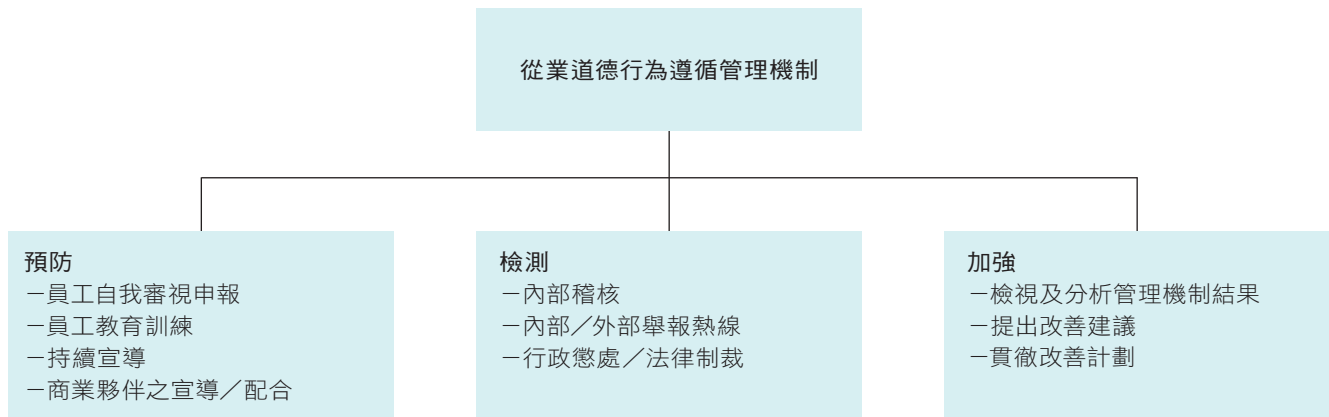 從業道德行為遵循管理機制
預防
－員工自我審視申報
－員工教育訓練
－持續宣導
－商業夥伴之宣導／配合
檢測
－內部稽核
－內部／外部舉報熱線
－行政懲處／法律制裁
加強
－檢視及分析管理機制結果
－提出改善建議
－貫徹改善計劃